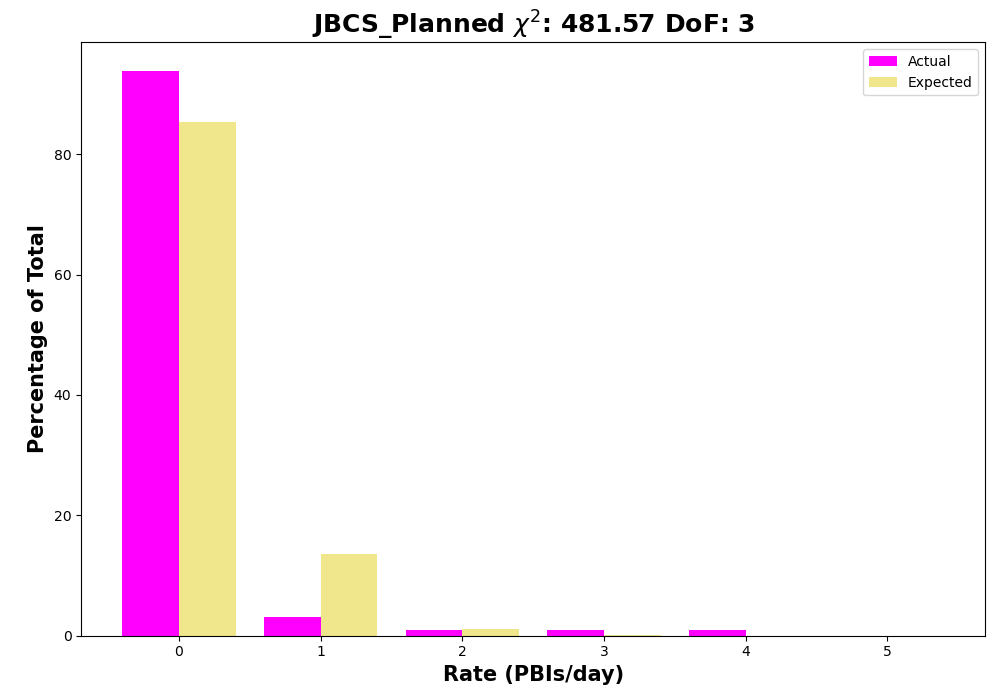 JBCS_Planned χ²: 481.57 DoF: 3
Actual
Expected
Percentage of Total
80
60
40
20
0
0 1 2 3 4 5
Rate (PBIs/day)